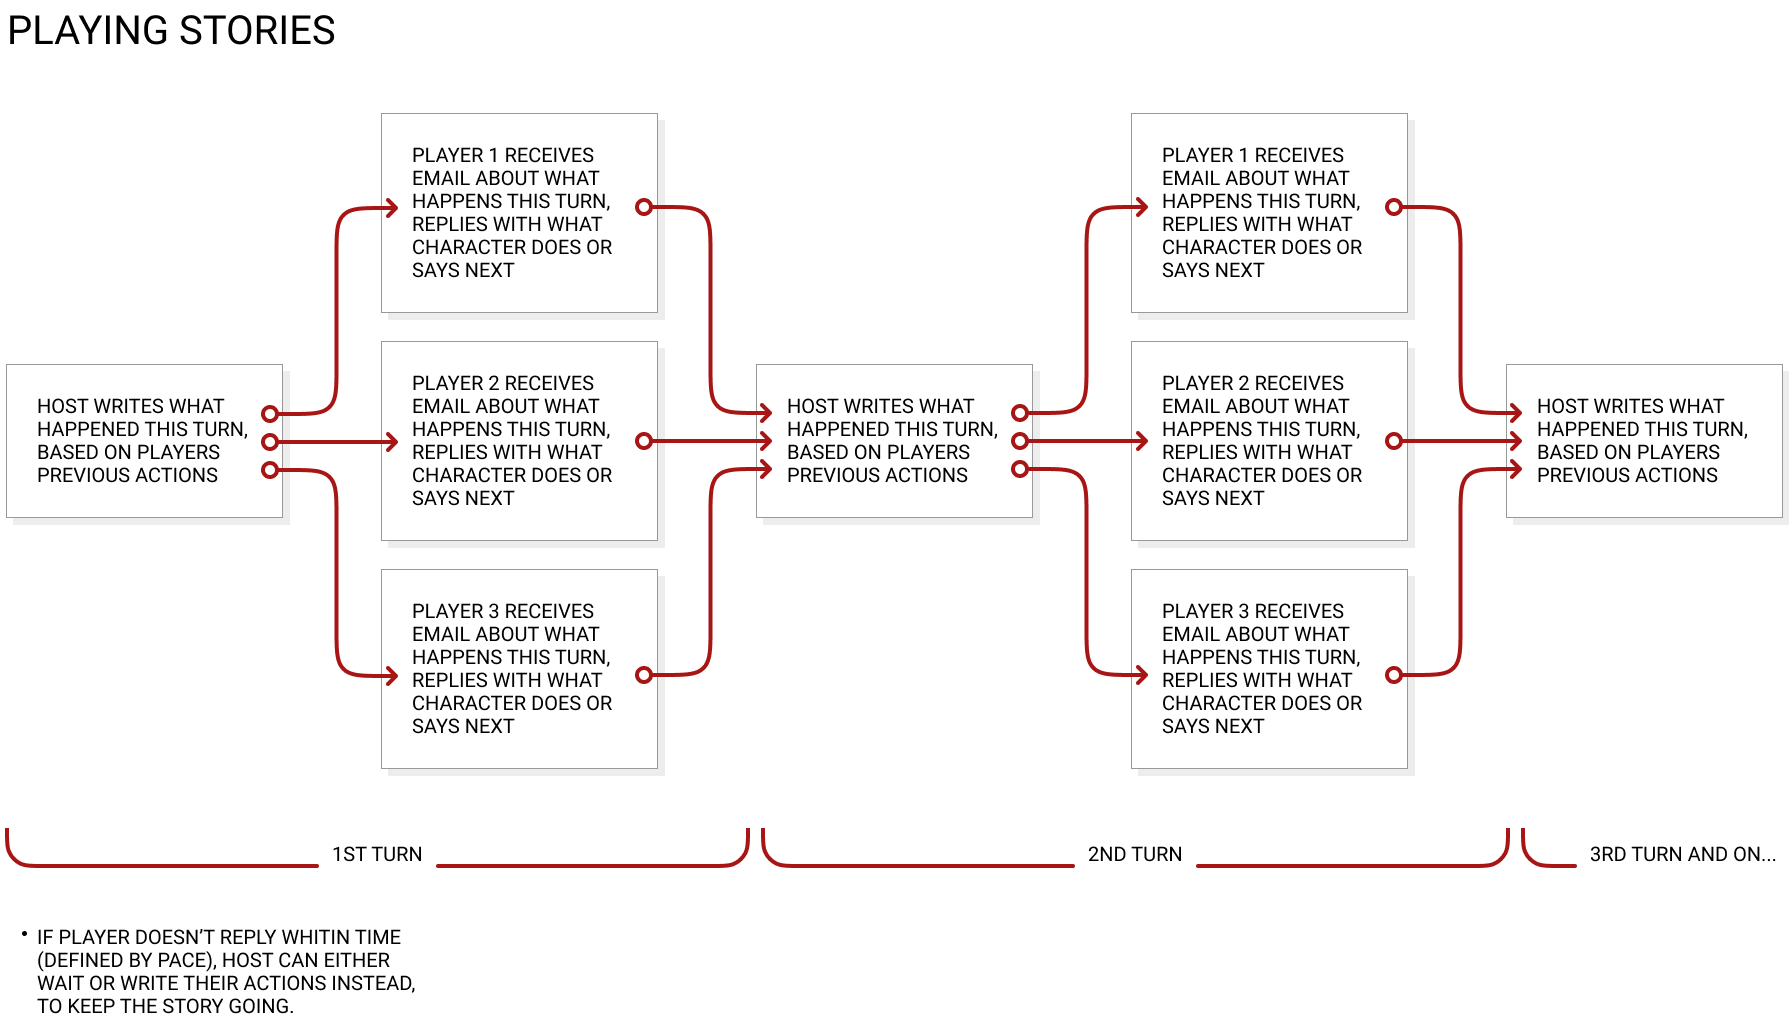 PLAYING STORIES
HOST WRITES WHAT
HAPPENED THIS TURN,
BASED ON PLAYERS
PREVIOUS ACTIONS
PLAYER 1 RECEIVES
EMAIL ABOUT WHAT
HAPPENS THIS TURN,
REPLIES WITH WHAT
CHARACTER DOES OR
SAYS NEXT
PLAYER 2 RECEIVES
EMAIL ABOUT WHAT
HAPPENS THIS TURN,
REPLIES WITH WHAT
CHARACTER DOES OR
SAYS NEXT
PLAYER 3 RECEIVES
EMAIL ABOUT WHAT
HAPPENS THIS TURN,
REPLIES WITH WHAT
CHARACTER DOES OR
SAYS NEXT
HOST WRITES WHAT
HAPPENED THIS TURN,
BASED ON PLAYERS
PREVIOUS ACTIONS
PLAYER 1 RECEIVES
EMAIL ABOUT WHAT
HAPPENS THIS TURN,
REPLIES WITH WHAT
CHARACTER DOES OR
SAYS NEXT
PLAYER 2 RECEIVES
EMAIL ABOUT WHAT
HAPPENS THIS TURN,
REPLIES WITH WHAT
CHARACTER DOES OR
SAYS NEXT
PLAYER 3 RECEIVES
EMAIL ABOUT WHAT
HAPPENS THIS TURN,
REPLIES WITH WHAT
CHARACTER DOES OR
SAYS NEXT
HOST WRITES WHAT
HAPPENED THIS TURN,
BASED ON PLAYERS
PREVIOUS ACTIONS
1ST TURN
2ND TURN
3RD TURN AND ON...
• IF PLAYER DOESN’T REPLY WHITIN TIME
(DEFINED BY PACE), HOST CAN EITHER
WAIT OR WRITE THEIR ACTIONS INSTEAD,
TO KEEP THE STORY GOING.